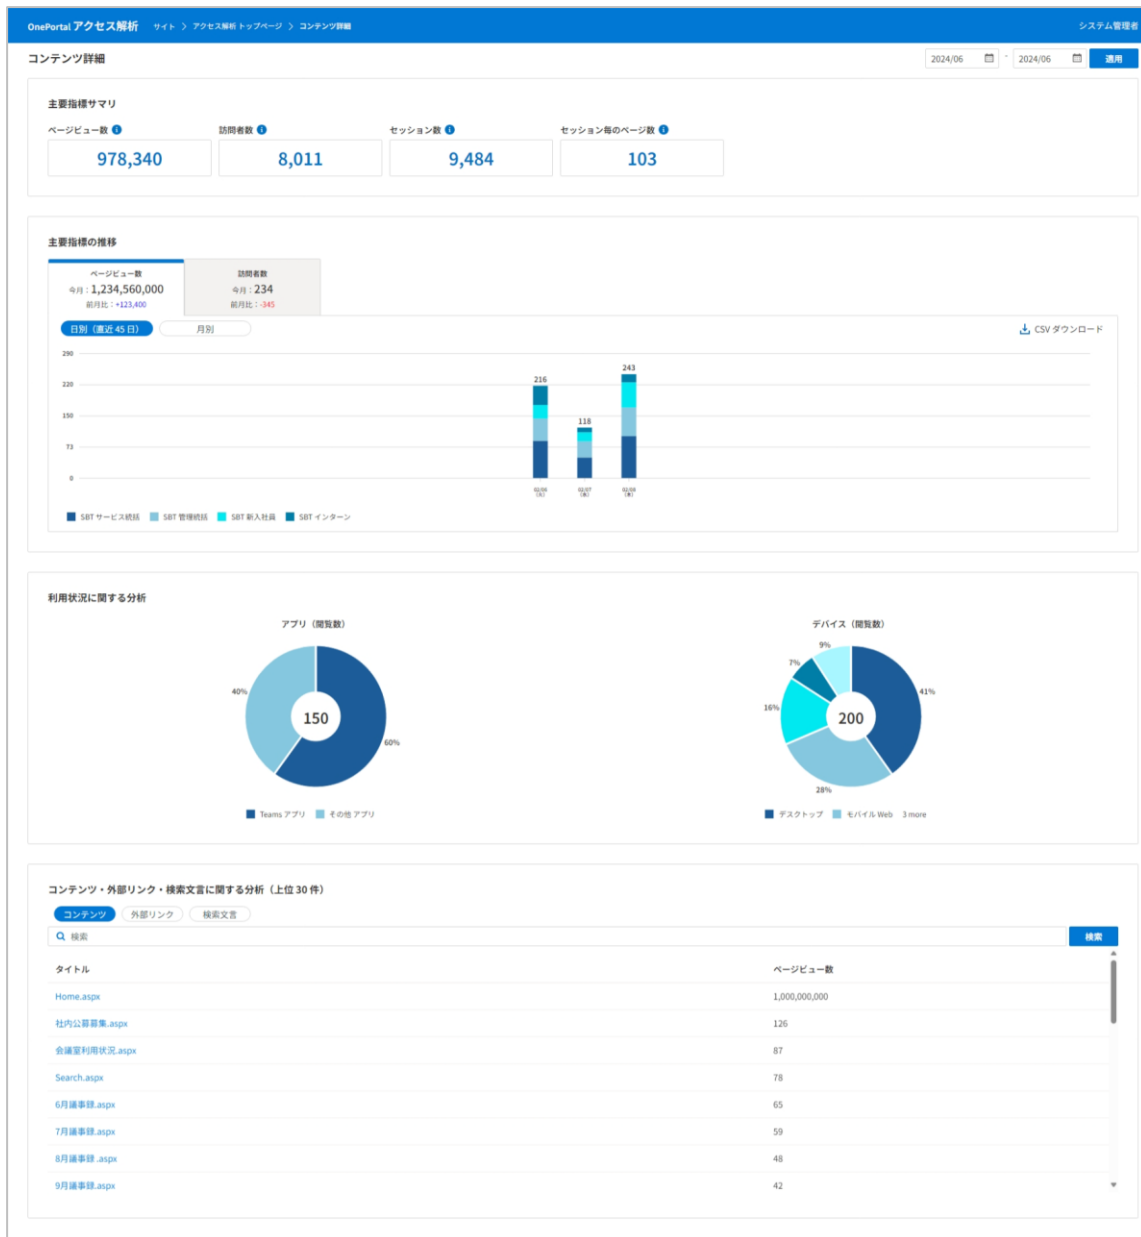 OnePortal アクセス解析 サイト > アクセス解析 トップページ > コンテンツ詳細 システム管理者
コンテンツ詳細 2024/06 ~ 2024/06 適用
主要指標サマリ
ページビュー数 訪問者数 セッション数 セッション毎のページ数
978,340 8,011 9,484 103
主要指標の推移
ページビュー数 訪問者数
今月：1,234,560,000 今月：234
前月比：+123,400 前月比：-345
日別（直近 45 日） 月別 CSV ダウンロード
290
220
150
73
0
216 118 243
02/06 02/07 02/08
SBT サービス統括 SBT 管理統括 SBT 新入社員 SBT インターン
利用状況に関する分析
アプリ（閲覧数） デバイス（閲覧数）
40% 150 60%
9% 7% 41% 16% 200 28%
Teams アプリ その他 アプリ デスクトップ モバイル Web 3 more
コンテンツ・外部リンク・検索文言に関する分析（上位 30 件）
コンテンツ 外部リンク 検索文言
検索 検索
タイトル ページビュー数
Home.aspx 1,000,000,000
社内公募募集.aspx 126
会議室利用状況.aspx 87
Search.aspx 78
6月議事録.aspx 65
7月議事録.aspx 59
8月議事録 .aspx 48
9月議事録.aspx 42